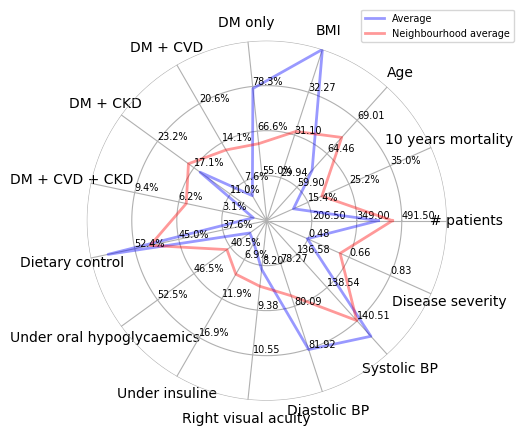 Average
Neighbourhood average
DM only
BMI
DM + CVD
Age
DM + CKD
10 years mortality
DM + CVD + CKD
# patients
Dietary control
Disease severity
Under oral hypoglycaemics
Systolic BP
Under insuline
Diastolic BP
Right visual acuity
78.3%
66.6%
55.0%
32.27
31.10
29.94
69.01
64.46
59.90
35.0%
25.2%
15.4%
206.50
349.00
491.50
0.48
0.66
0.83
136.58
138.54
140.51
78.27
80.09
81.92
8.20
9.38
10.55
6.9%
11.9%
16.9%
40.5%
46.5%
52.5%
37.6%
45.0%
52.4%
3.1%
6.2%
9.4%
11.0%
17.1%
23.2%
7.6%
14.1%
20.6%